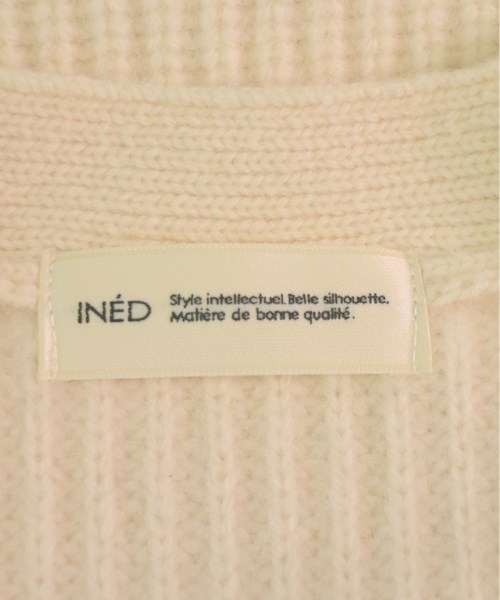 INÉD
Style intellectuel. Belle silhouette.
Matière de bonne qualité.